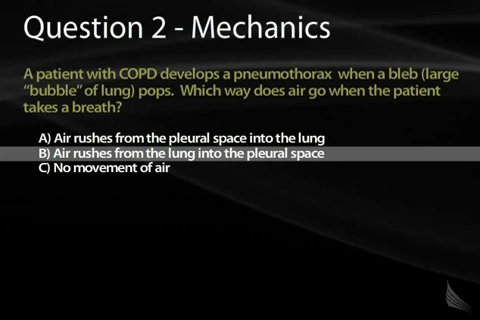 Question 2 - Mechanics
A patient with COPD develops a pneumothorax  when a bleb (large
“bubble” of lung) pops.  Which way does air go when the patient
takes a breath?
A) Air rushes from the pleural space into the lung
B) Air rushes from the lung into the pleural space
C) No movement of air